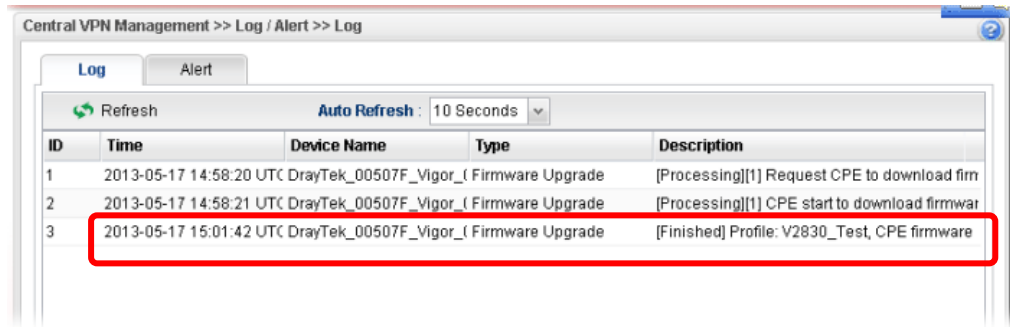 Central VPN Management >> Log / Alert >> Log
Log Alert
Refresh Auto Refresh : 10 Seconds
ID Time Device Name Type Description
1 2013-05-17 14:58:20 UTC DrayTek_00507F_Vigor_( Firmware Upgrade [Processing][1] Request CPE to download firm
2 2013-05-17 14:58:21 UTC DrayTek_00507F_Vigor_( Firmware Upgrade [Processing][1] CPE start to download firmwar
3 2013-05-17 15:01:42 UTC DrayTek_00507F_Vigor_( Firmware Upgrade [Finished] Profile: V2830_Test, CPE firmware